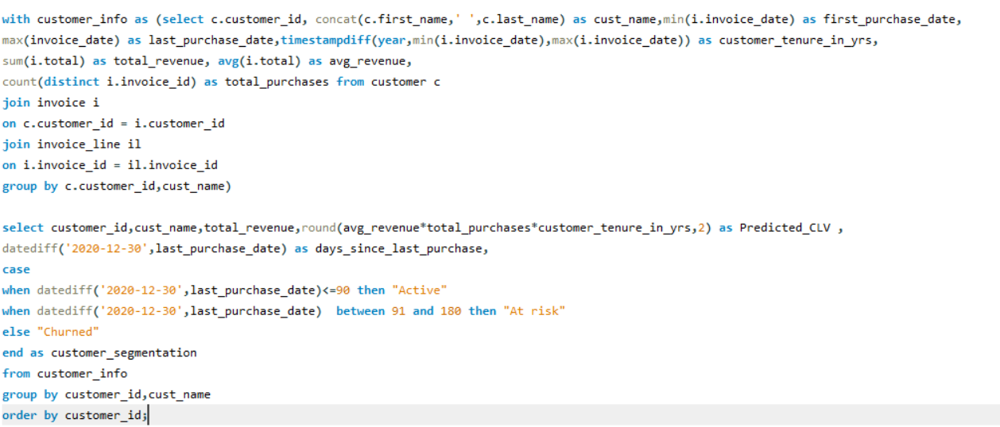 with customer_info as (select c.customer_id, concat(c.first_name,' ',c.last_name) as cust_name,min(i.invoice_date) as first_purchase_date,
max(invoice_date) as last_purchase_date,timestampdiff(year,min(i.invoice_date),max(i.invoice_date)) as customer_tenure_in_yrs,
sum(i.total) as total_revenue, avg(i.total) as avg_revenue,
count(distinct i.invoice_id) as total_purchases from customer c
join invoice i
on c.customer_id = i.customer_id
join invoice_line il
on i.invoice_id = il.invoice_id
group by c.customer_id,cust_name)

select customer_id,cust_name,total_revenue,round(avg_revenue*total_purchases*customer_tenure_in_yrs,2) as Predicted_CLV ,
datediff('2020-12-30',last_purchase_date) as days_since_last_purchase,
case
when datediff('2020-12-30',last_purchase_date)<=90 then "Active"
when datediff('2020-12-30',last_purchase_date)  between 91 and 180 then "At risk"
else "Churned"
end as customer_segmentation
from customer_info
group by customer_id,cust_name
order by customer_id;